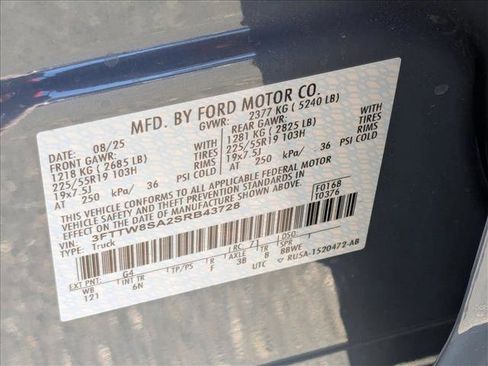 MFD. BY FORD MOTOR CO.
DATE: 08/25 GVWR: 2377 KG (5240 LB)
FRONT GAWR: REAR GAWR:
1218 KG (2685 LB) WITH 1281 KG (2825 LB) WITH
225/55R19 103H TIRES 225/55R19 103H TIRES
19x7.5J RIMS 19x7.5J RIMS
AT 250 kPa/ 36 PSI COLD AT 250 kPa/ 36 PSI COLD
THIS VEHICLE CONFORMS TO ALL APPLICABLE FEDERAL MOTOR
VEHICLE SAFETY AND THEFT PREVENTION STANDARDS IN
EFFECT ON THE DATE OF MANUFACTURE SHOWN ABOVE.
VIN: 3FTTW8SA2SRB43728 F0168
TYPE: Truck T0376
EXT PNT: G4 RC: 71 DSO:
WB INT TR TP/PS R AXLE TR SPR
121 6N F 3B 8 8BWE
UTC RUSA-1520472-AB